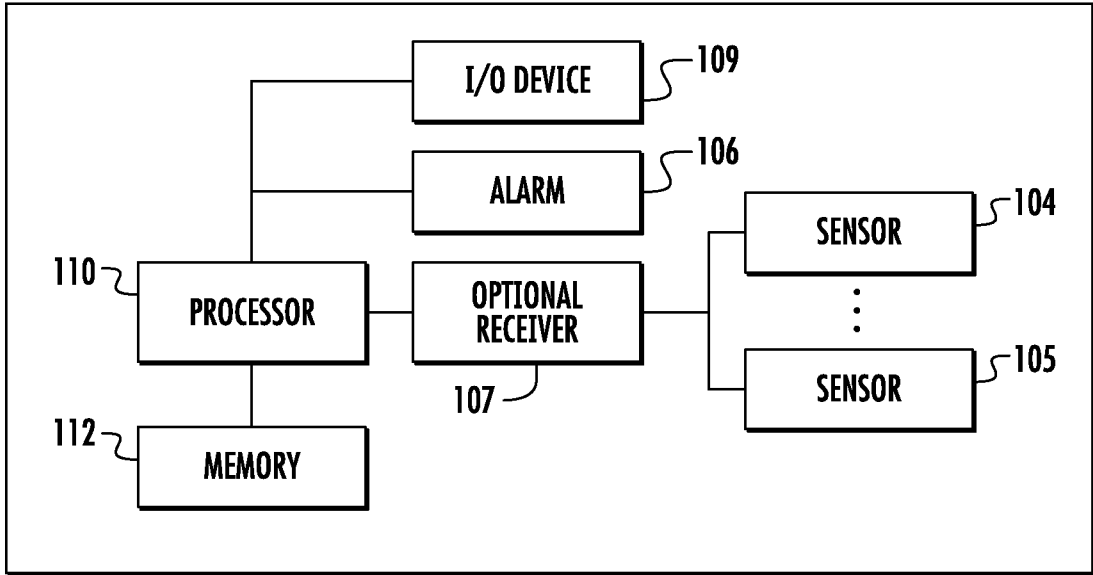 I/O DEVICE
109
ALARM
106
SENSOR
104
110
PROCESSOR
OPTIONAL
RECEIVER
107
SENSOR
105
112
MEMORY